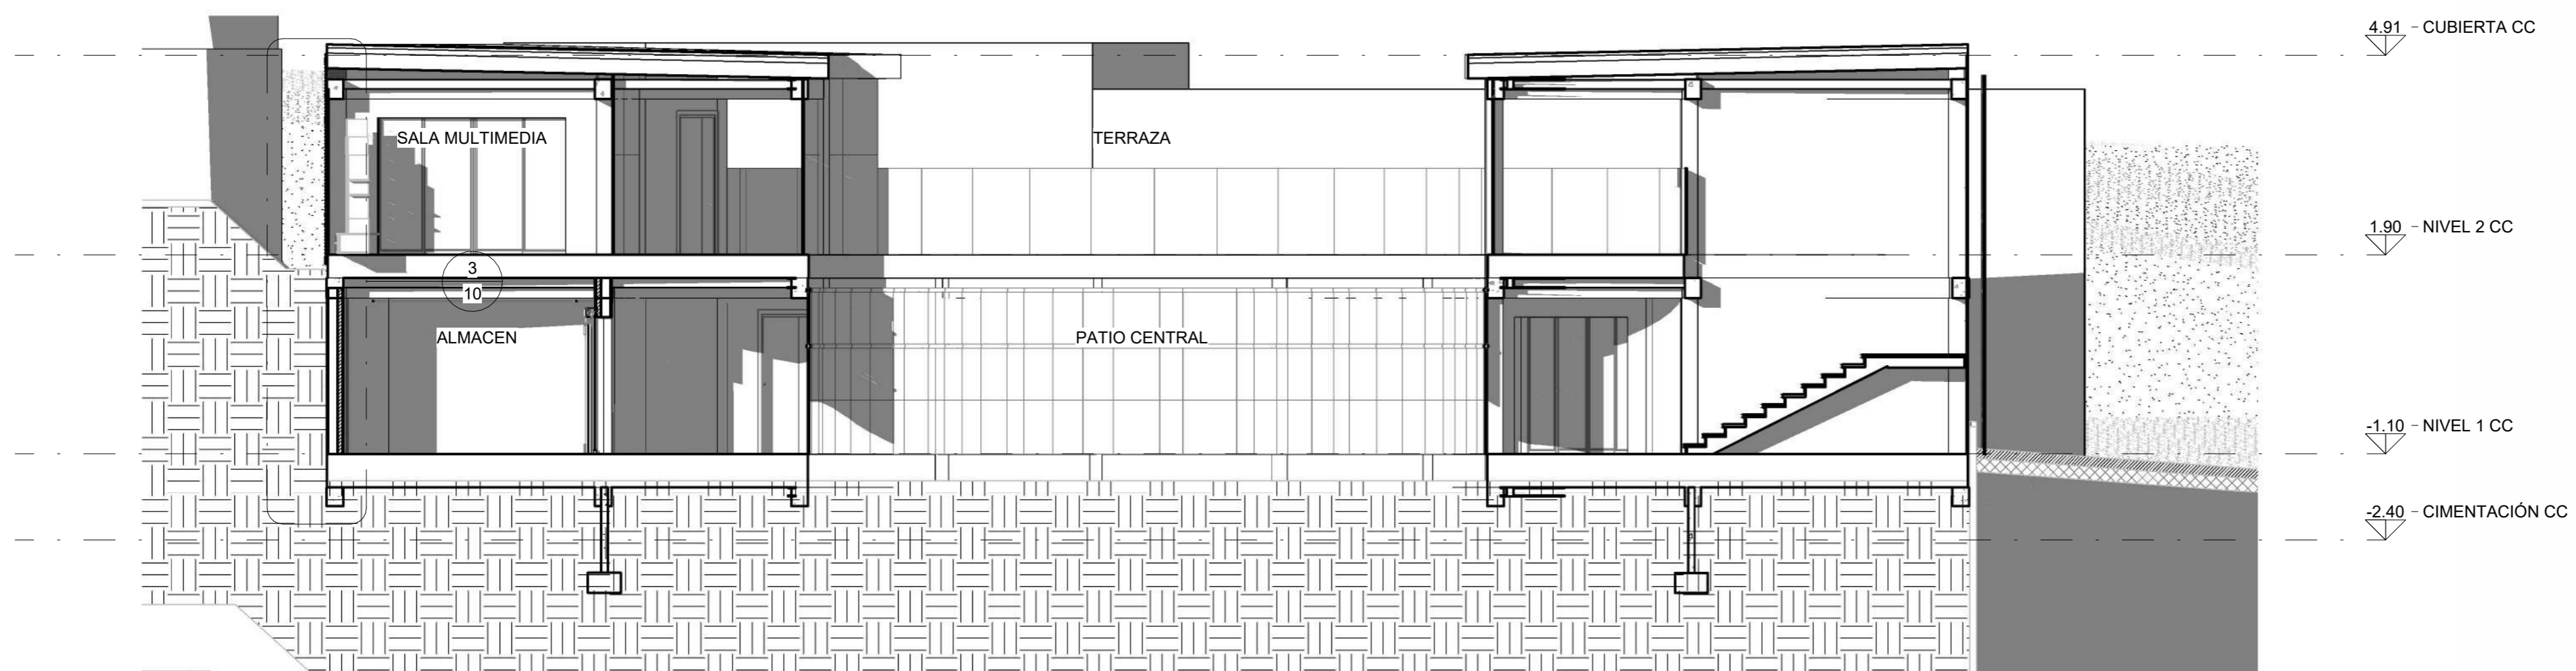 4.91 CUBIERTA CC
SALA MULTIMEDIA
TERRAZA
1.90 NIVEL 2 CC
3
10
ALMACEN
PATIO CENTRAL
-1.10 NIVEL 1 CC
-2.40 CIMENTACIÓN CC